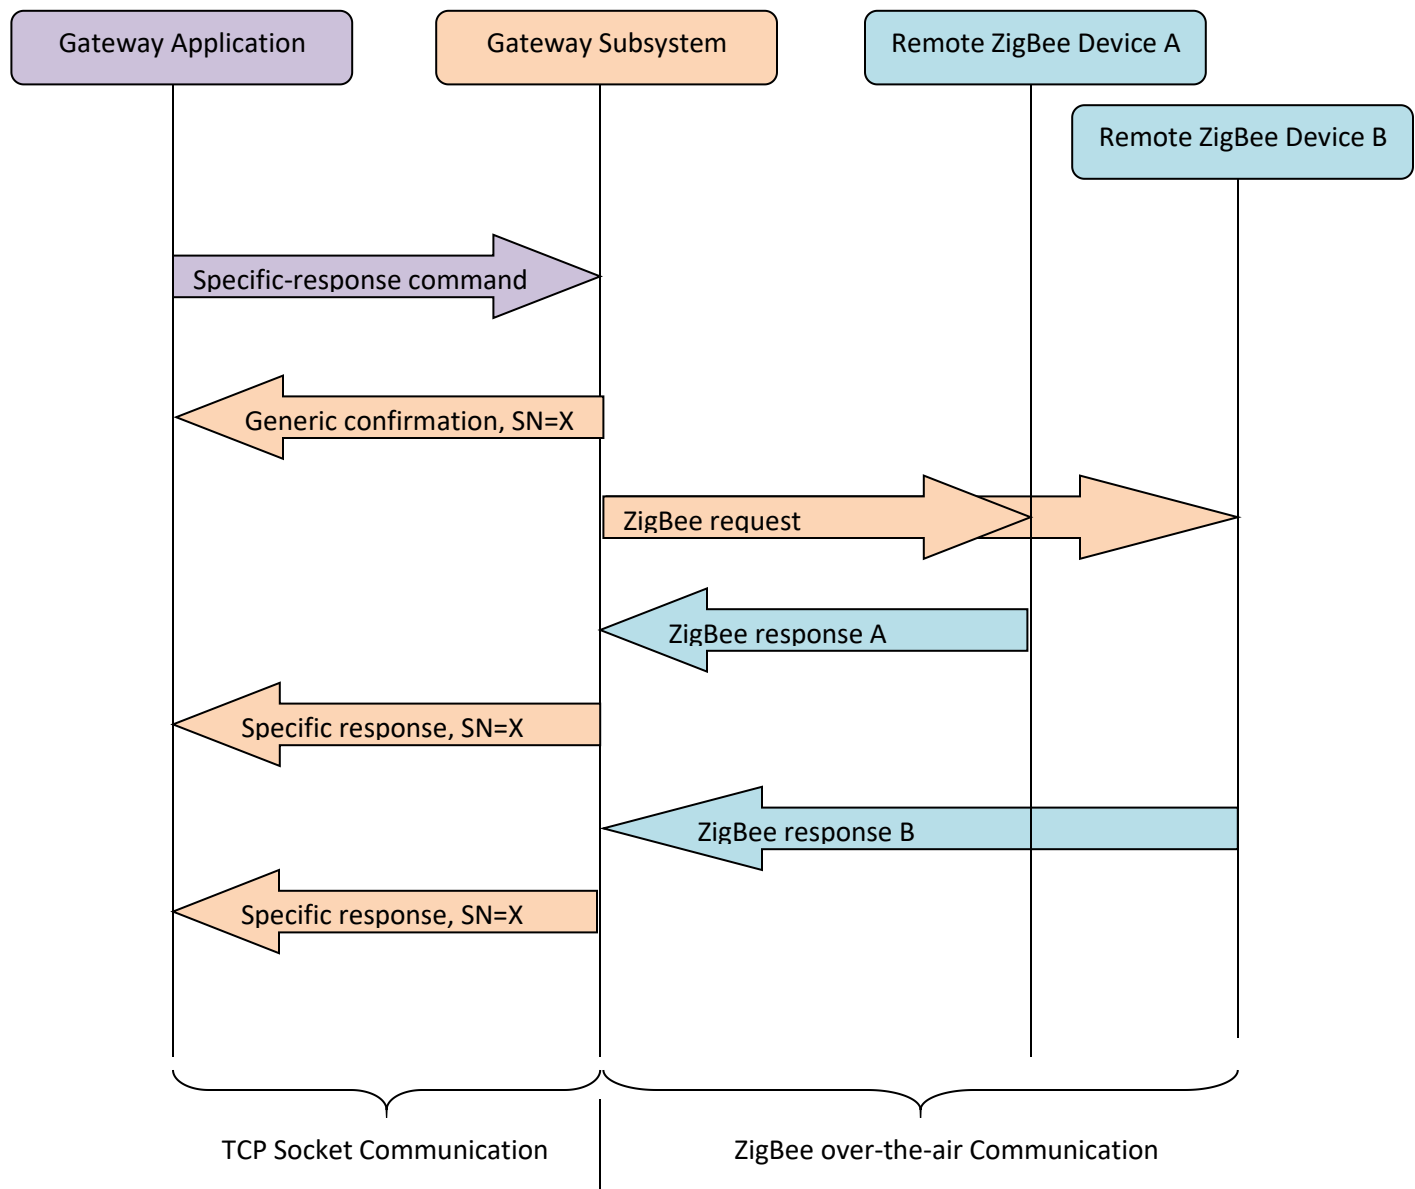 Gateway Application
Gateway Subsystem
Remote ZigBee Device A
Remote ZigBee Device B
Specific-response command
Generic confirmation, SN=X
ZigBee request
ZigBee response A
Specific response, SN=X
ZigBee response B
Specific response, SN=X
TCP Socket Communication
ZigBee over-the-air Communication